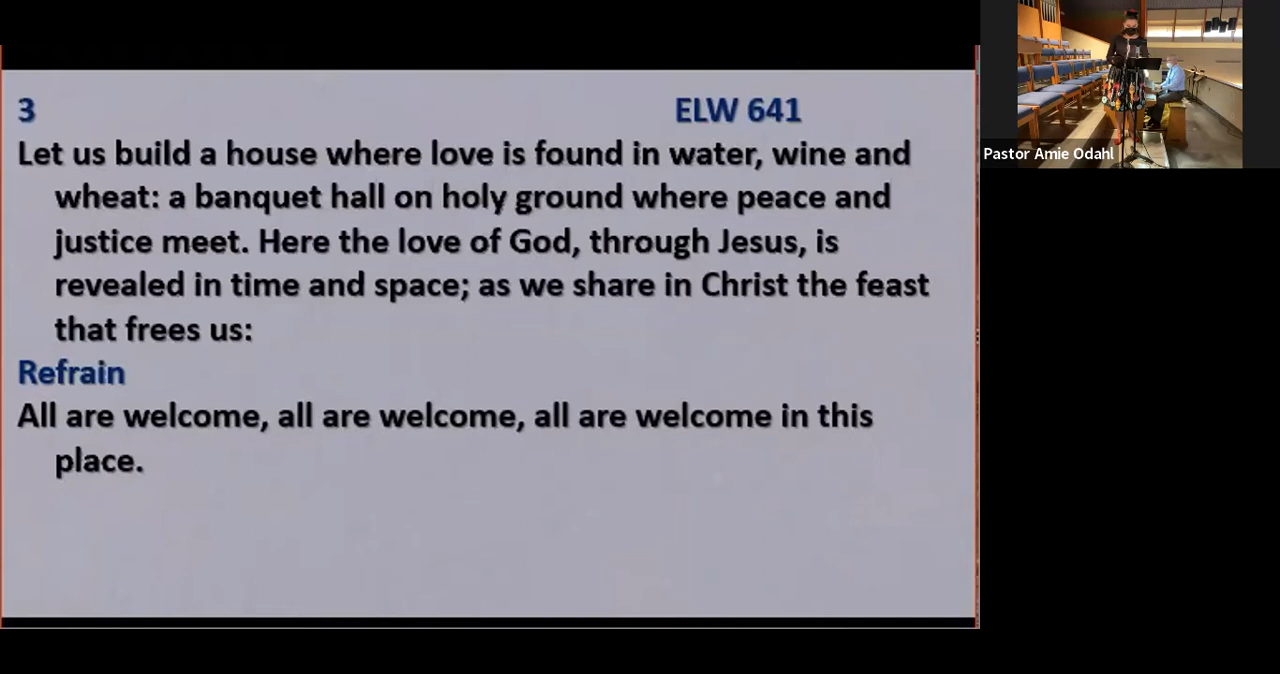 3 ELW 641
Let us build a house where love is found in water, wine and
wheat: a banquet hall on holy ground where peace and
justice meet. Here the love of God, through Jesus, is
revealed in time and space; as we share in Christ the feast
that frees us:
Refrain
All are welcome, all are welcome, all are welcome in this
place.
Pastor Amie Odahl